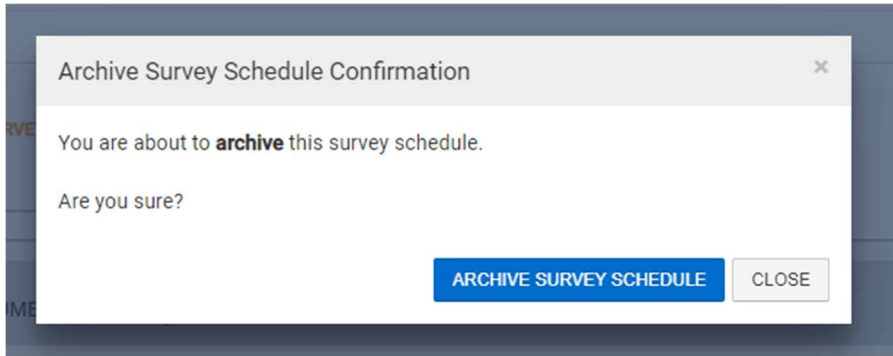 Archive Survey Schedule Confirmation
×
You are about to archive this survey schedule.
Are you sure?
ARCHIVE SURVEY SCHEDULE
CLOSE